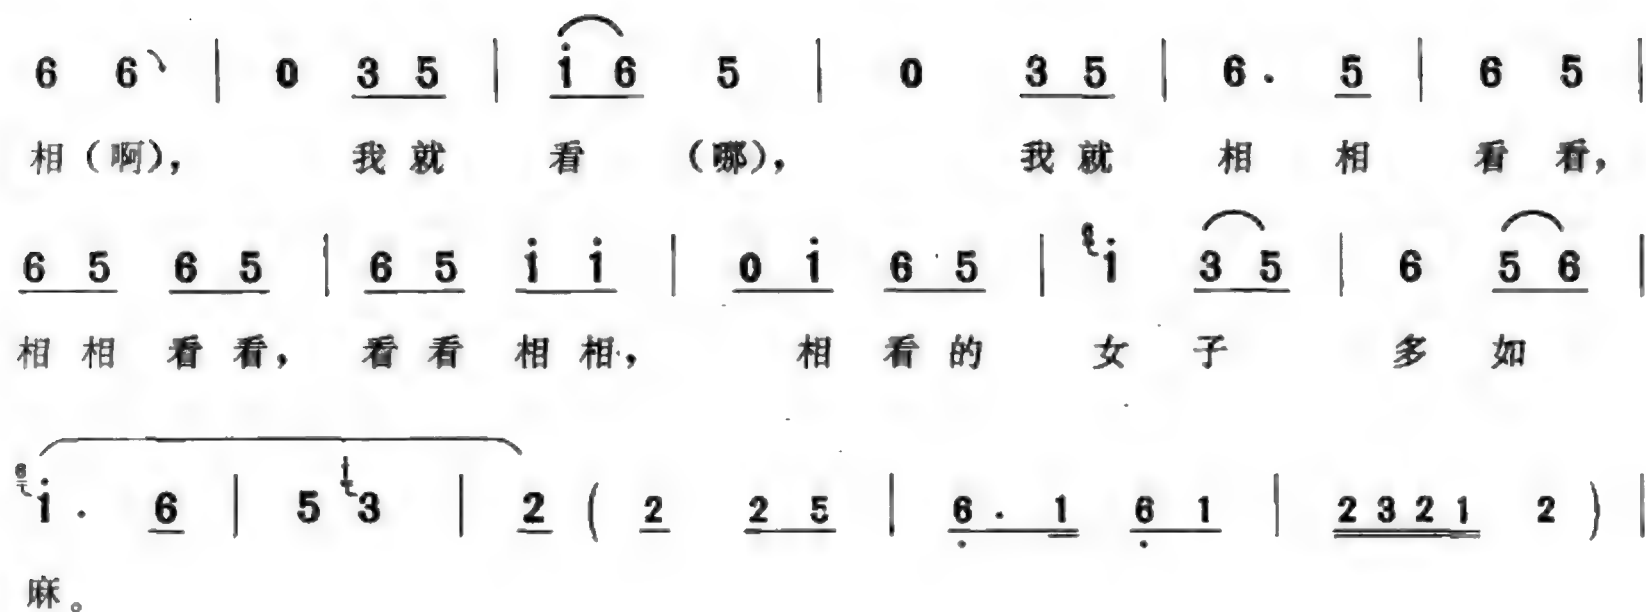 6 6 | 0 3 5 | i 6 5 | 0 3 5 | 6 · 5 | 6 5 |
相（啊）， 我就 看 （哪）， 我就 相 相 看 看，
6 5 6 5 | 6 5 i i | 0 i 6 5 | 6 i 3 5 | 6 5 6 |
相相 看看， 看看 相相， 相 看的 女 子 多 如
6 i · 6 | 5 1 3 | 2 ( 2 2 5 | 6 · 1 6 1 | 2 3 2 1 2 ) |
麻。